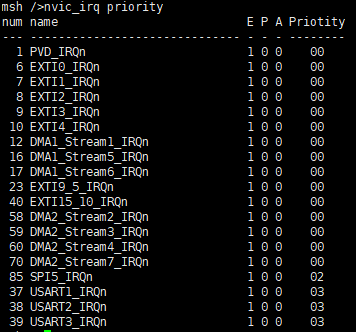 msh />nvic_irq priority
num name                           E P A Priotity
--- ------------------------------ - - - --------
  1 PVD_IRQn                       1 0 0    00
  6 EXTI0_IRQn                     1 0 0    00
  7 EXTI1_IRQn                     1 0 0    00
  8 EXTI2_IRQn                     1 0 0    00
  9 EXTI3_IRQn                     1 0 0    00
 10 EXTI4_IRQn                     1 0 0    00
 12 DMA1_Stream1_IRQn              1 0 0    00
 16 DMA1_Stream5_IRQn              1 0 0    00
 17 DMA1_Stream6_IRQn              1 0 0    00
 23 EXTI9_5_IRQn                   1 0 0    00
 40 EXTI15_10_IRQn                 1 0 0    00
 58 DMA2_Stream2_IRQn              1 0 0    00
 59 DMA2_Stream3_IRQn              1 0 0    00
 60 DMA2_Stream4_IRQn              1 0 0    00
 70 DMA2_Stream7_IRQn              1 0 0    00
 85 SPI5_IRQn                      1 0 0    02
 37 USART1_IRQn                    1 0 0    03
 38 USART2_IRQn                    1 0 0    03
 39 USART3_IRQn                    1 0 0    03